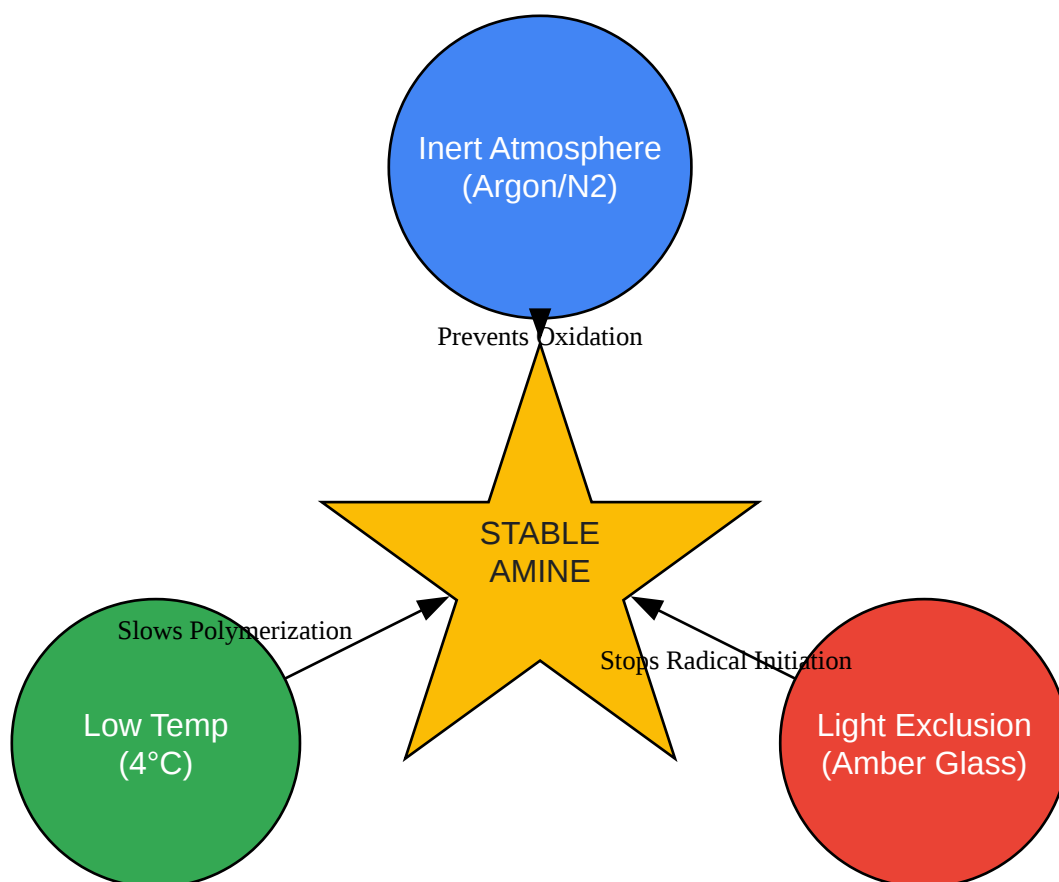 Inert Atmosphere
(Argon/N2)
Prevents Oxidation
STABLE
AMINE
Slows Polymerization
Stops Radical Initiation
Low Temp
(4°C)
Light Exclusion
(Amber Glass)